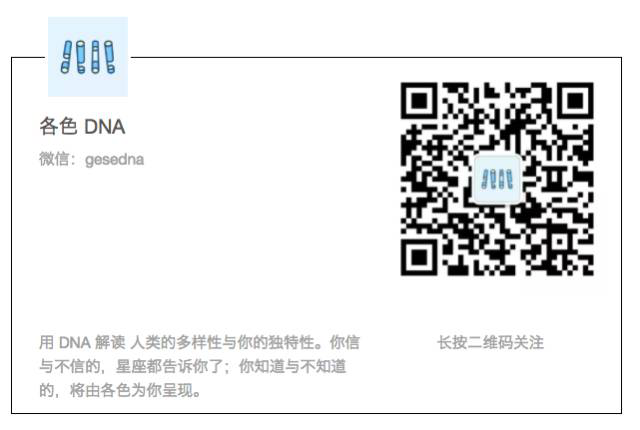 各色 DNA
微信：gesedna
用 DNA 解读 人类的多样性与你的独特性。你信
与不信的，星座都告诉你了；你知道与不知道
的，将由各色为你呈现。
长按二维码关注